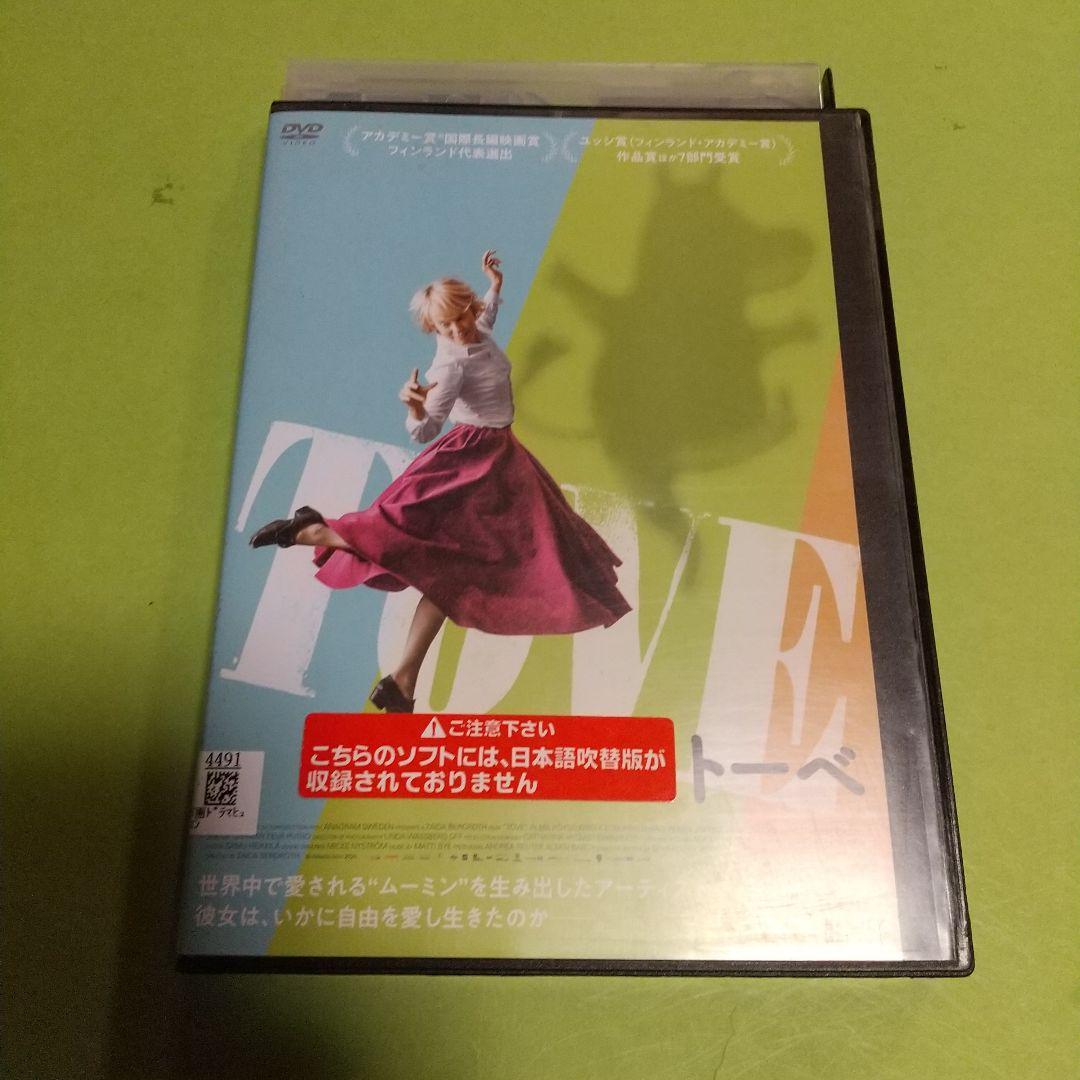 DVD
VIDEO
アカデミー賞®国際長編映画賞
フィンランド代表選出
ユッシ賞(フィンランド・アカデミー賞)
作品賞ほか7部門受賞
TOVE
トーベ
ご注意下さい
こちらのソフトには、日本語吹替版が
収録されておりません
4491
世界中で愛される“ムーミン”を生み出したアーテ
彼女は、いかに自由を愛し生きたのか